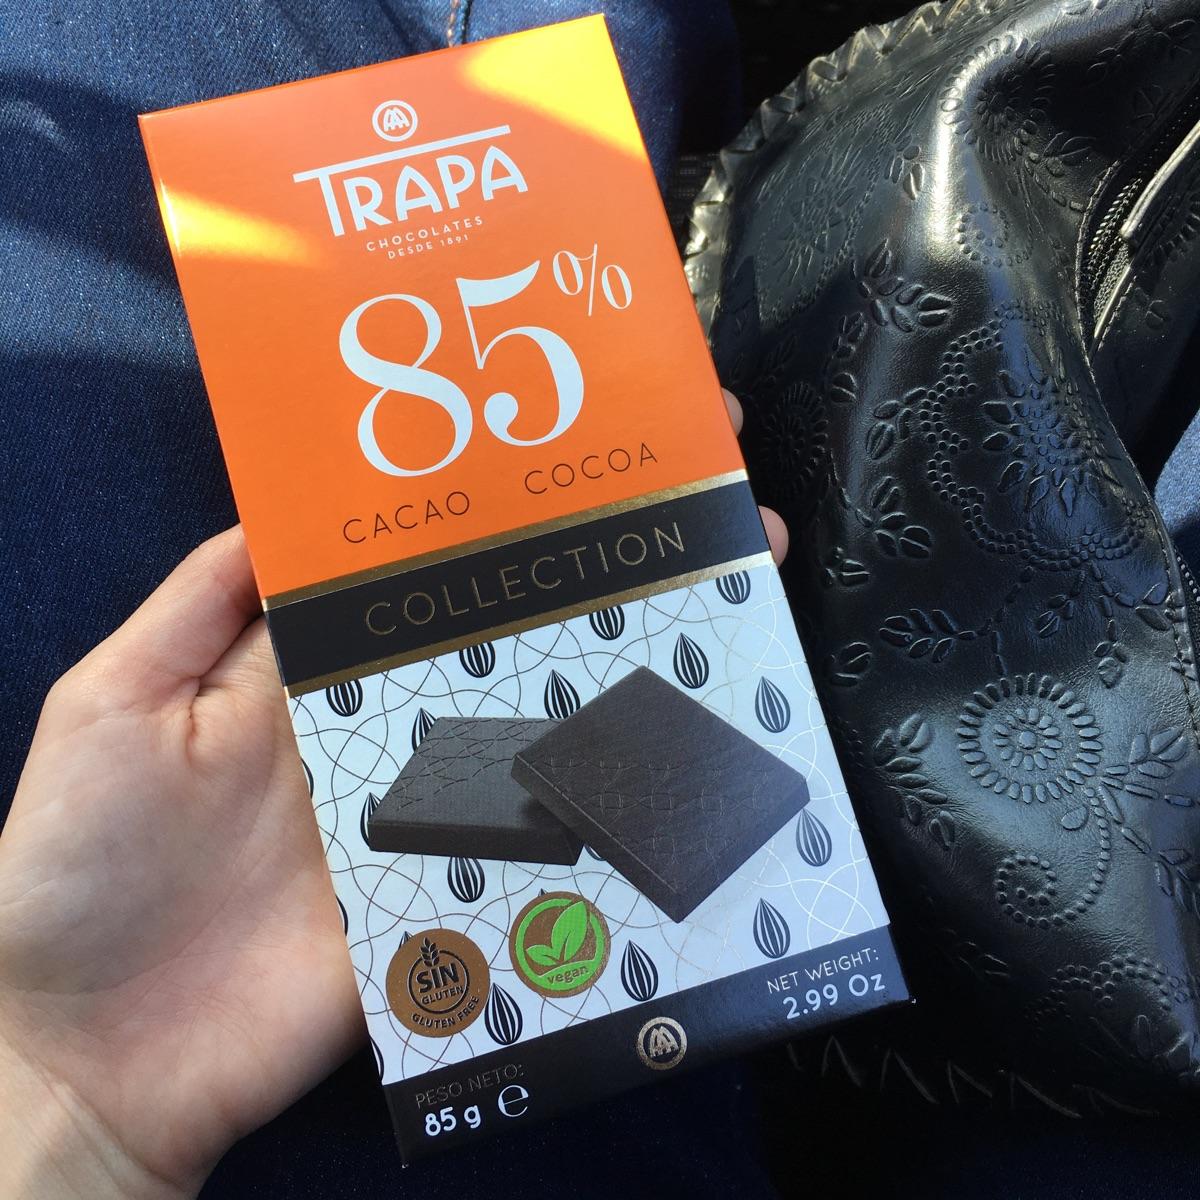 TRAPA
CHOCOLATES
DESDE 1891
85%
CACAO COCOA
COLLECTION
SIN
GLUTEN
GLUTEN FREE
vegan
NET WEIGHT:
2.99 Oz
PESO NETO:
85 g e